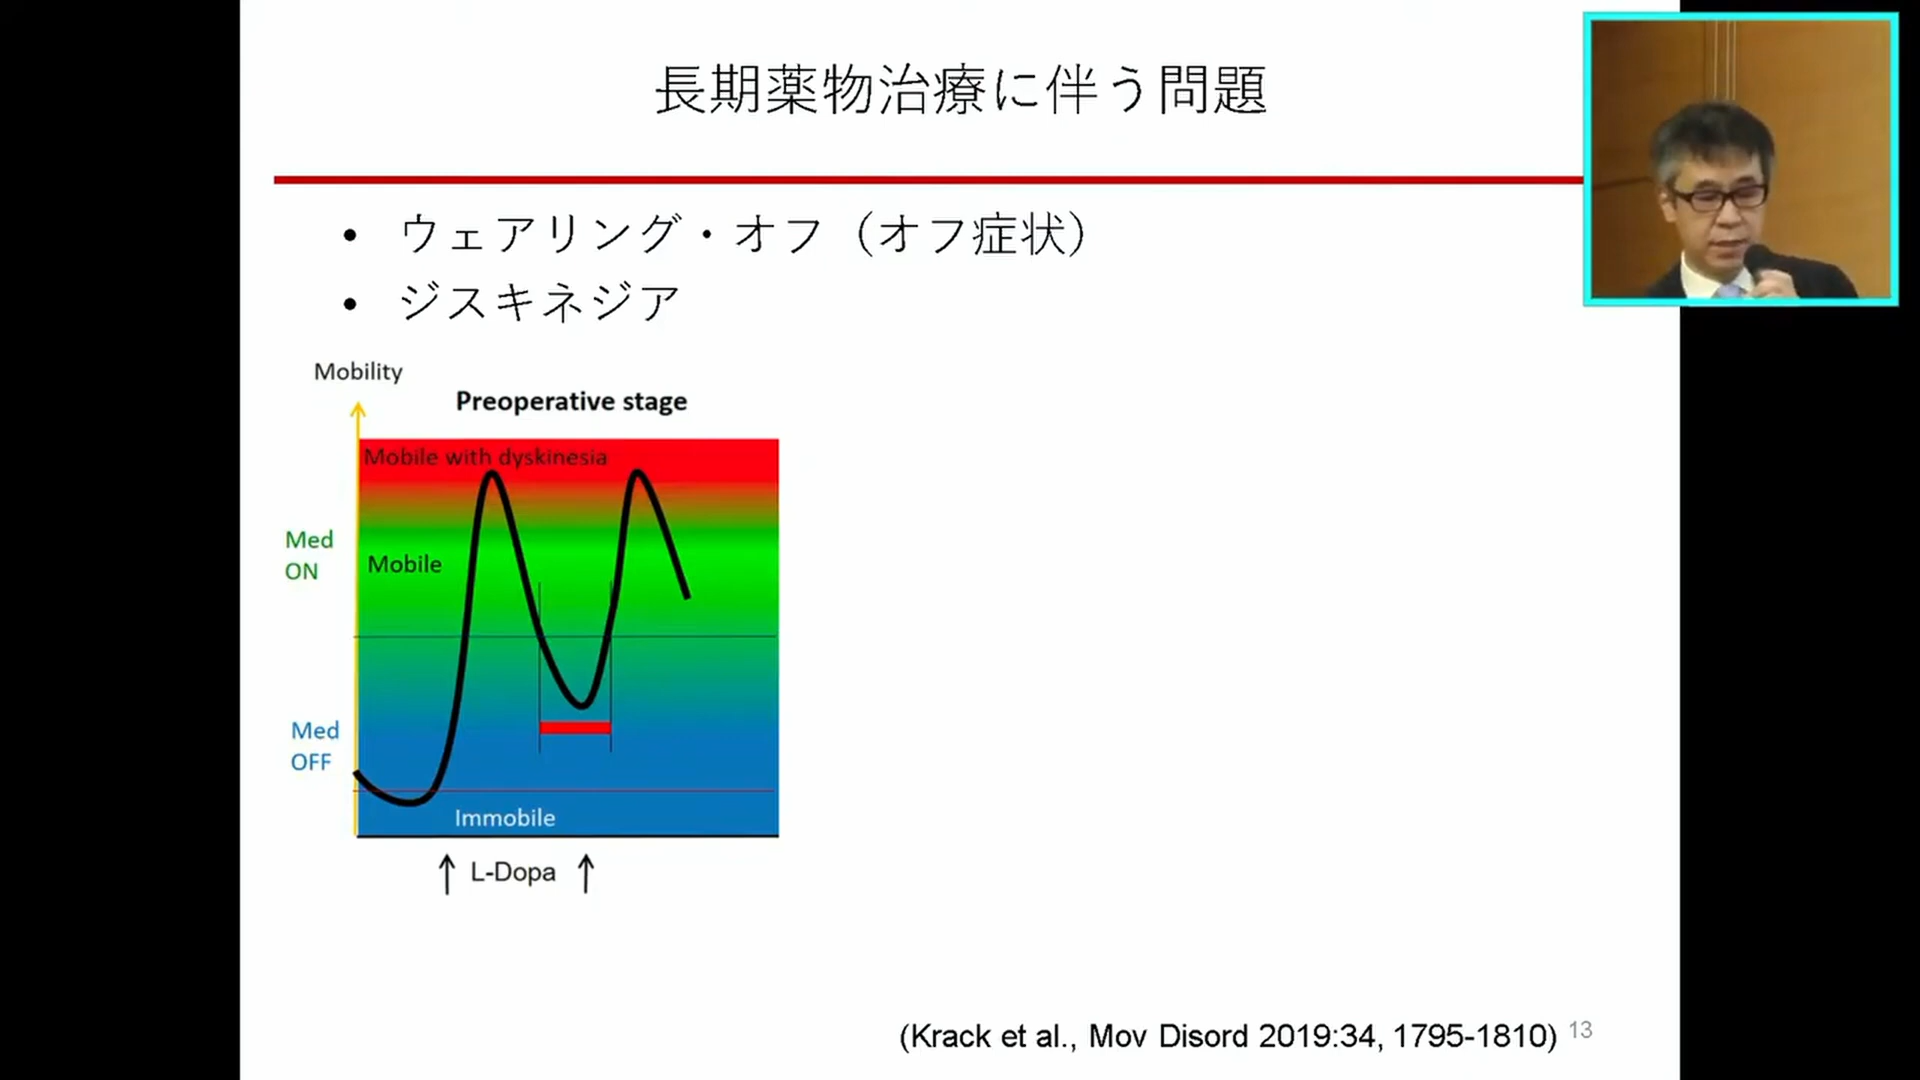 長期薬物治療に伴う問題
• ウェアリング・オフ（オフ症状）
• ジスキネジア
Mobility
Preoperative stage
Mobile with dyskinesia
Med
ON
Mobile
Med
OFF
Immobile
↑ L-Dopa ↑
(Krack et al., Mov Disord 2019:34, 1795-1810) 13